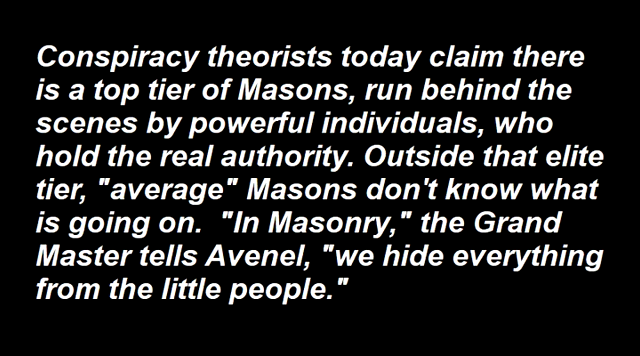 Conspiracy theorists today claim there
is a top tier of Masons, run behind the
scenes by powerful individuals, who
hold the real authority. Outside that elite
tier, "average" Masons don't know what
is going on.  "In Masonry," the Grand
Master tells Avenel, "we hide everything
from the little people."